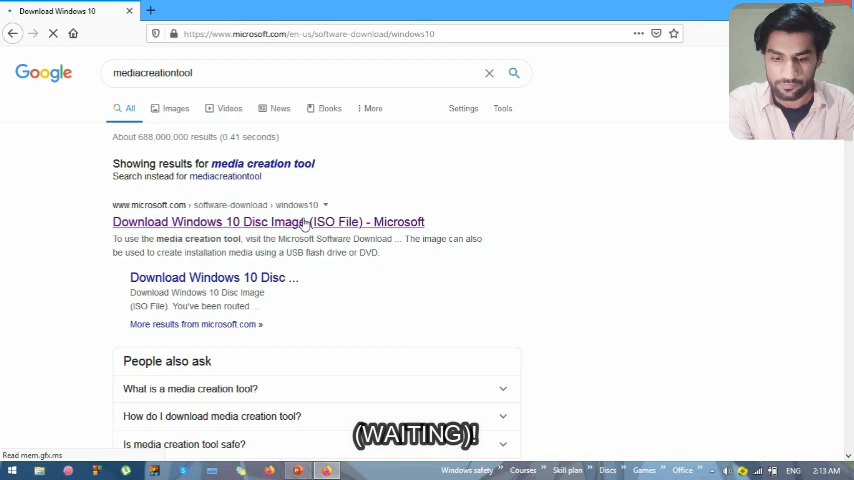 Download Windows 10
https://www.microsoft.com/en-us/software-download/windows10
Google
mediacreationtool
All Images Videos News Books More Settings Tools
About 688,000,000 results (0.41 seconds)
Showing results for media creation tool
Search instead for mediacreationtool
www.microsoft.com › software-download › windows10
Download Windows 10 Disc Image (ISO File) - Microsoft
To use the media creation tool, visit the Microsoft Software Download ... The image can also
be used to create installation media using a USB flash drive or DVD.
Download Windows 10 Disc ...
Download Windows 10 Disc Image
(ISO File). You've been routed ...
More results from microsoft.com »
People also ask
What is a media creation tool?
How do I download media creation tool?
(WAITING)!
Is media creation tool safe?
Read mem.gfx.ms
Windows safety » Courses » Skill plan » Discs » Games » Office » ENG 2:13 AM